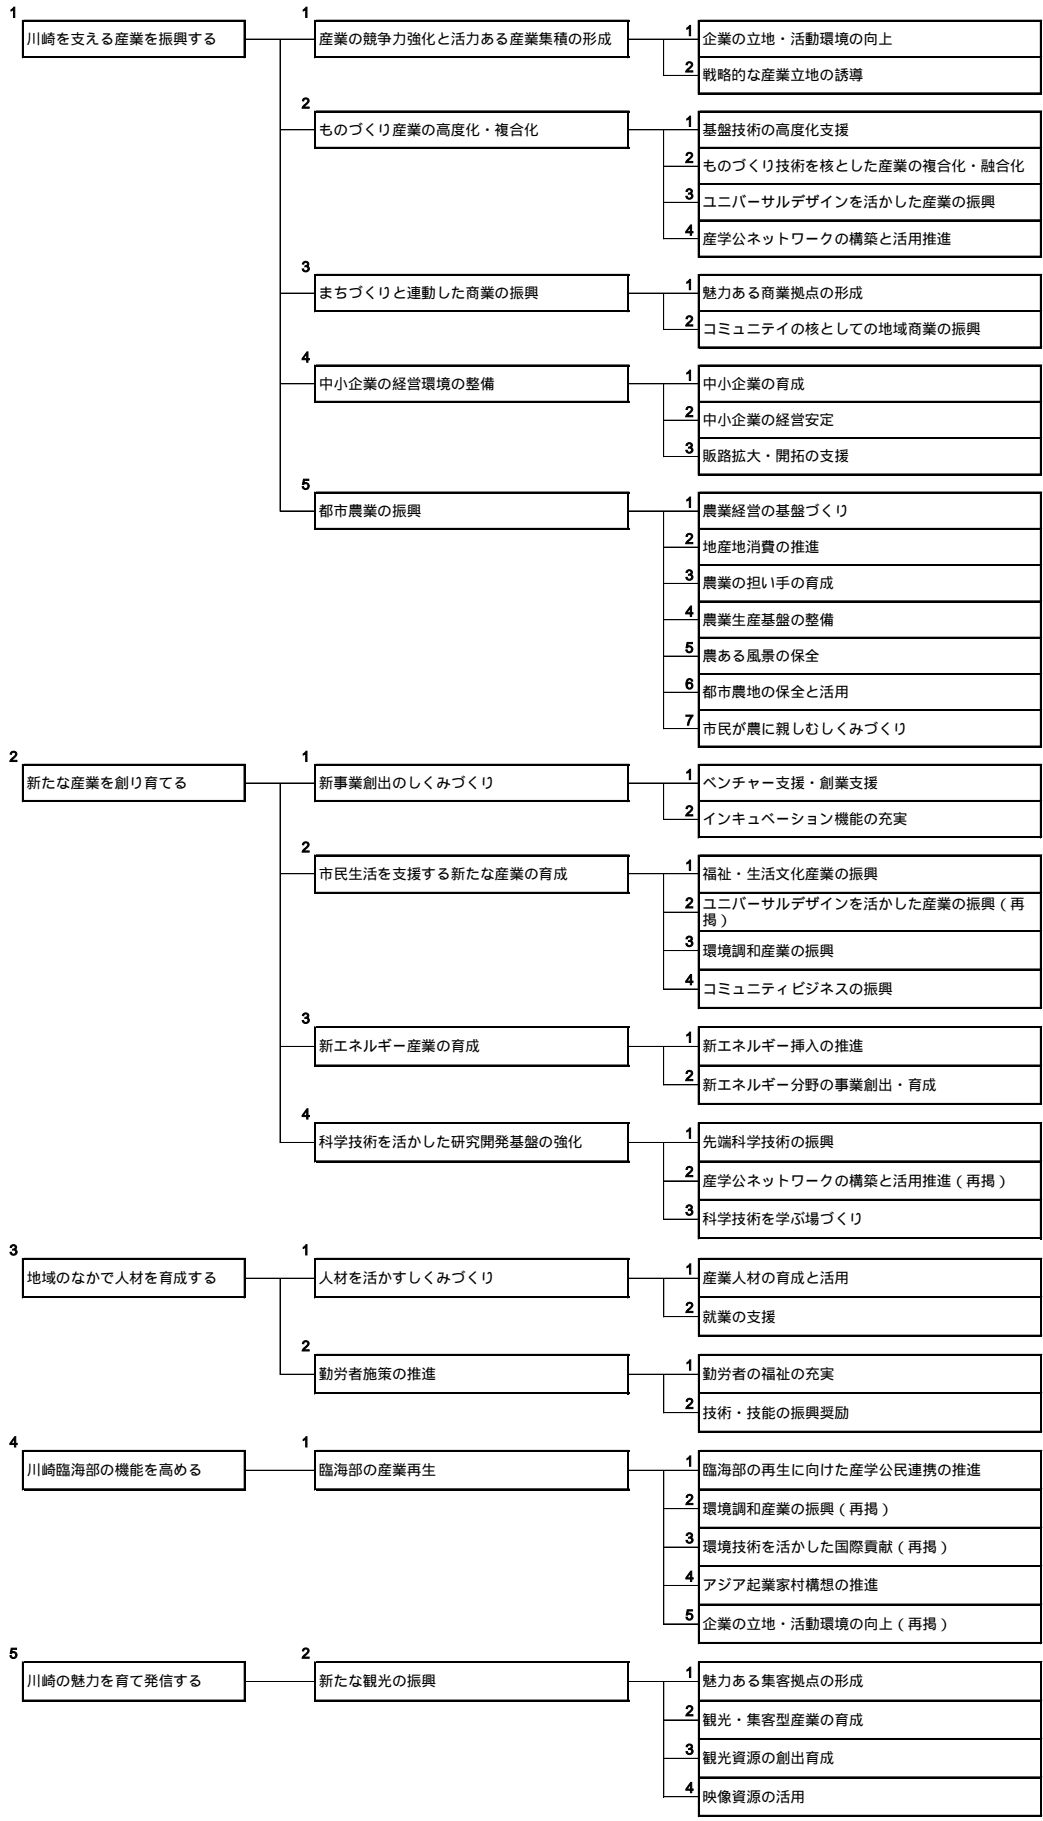 1
川崎を支える産業を振興する
1
産業の競争力強化と活力ある産業集積の形成
1
企業の立地・活動環境の向上
2
戦略的な産業立地の誘導
2
ものづくり産業の高度化・複合化
1
基盤技術の高度化支援
2
ものづくり技術を核とした産業の複合化・融合化
3
ユニバーサルデザインを活かした産業の振興
4
産学公ネットワークの構築と活用推進
3
まちづくりと連動した商業の振興
1
魅力ある商業拠点の形成
2
コミュニテイの核としての地域商業の振興
4
中小企業の経営環境の整備
1
中小企業の育成
2
中小企業の経営安定
3
販路拡大・開拓の支援
5
都市農業の振興
1
農業経営の基盤づくり
2
地産地消費の推進
3
農業の担い手の育成
4
農業生産基盤の整備
5
農ある風景の保全
6
都市農地の保全と活用
7
市民が農に親しむしくみづくり
2
新たな産業を創り育てる
1
新事業創出のしくみづくり
1
ベンチャー支援・創業支援
2
インキュベーション機能の充実
2
市民生活を支援する新たな産業の育成
1
福祉・生活文化産業の振興
2
ユニバーサルデザインを活かした産業の振興(再
掲)
3
環境調和産業の振興
4
コミュニティビジネスの振興
3
新エネルギー産業の育成
1
新エネルギー挿入の推進
2
新エネルギー分野の事業創出・育成
4
科学技術を活かした研究開発基盤の強化
1
先端科学技術の振興
2
産学公ネットワークの構築と活用推進(再掲)
3
科学技術を学ぶ場づくり
3
地域のなかで人材を育成する
1
人材を活かすしくみづくり
1
産業人材の育成と活用
2
就業の支援
2
勤労者施策の推進
1
勤労者の福祉の充実
2
技術・技能の振興奨励
4
川崎臨海部の機能を高める
1
臨海部の産業再生
1
臨海部の再生に向けた産学公民連携の推進
2
環境調和産業の振興(再掲)
3
環境技術を活かした国際貢献(再掲)
4
アジア起業家村構想の推進
5
企業の立地・活動環境の向上(再掲)
5
川崎の魅力を育て発信する
2
新たな観光の振興
1
魅力ある集客拠点の形成
2
観光・集客型産業の育成
3
観光資源の創出育成
4
映像資源の活用